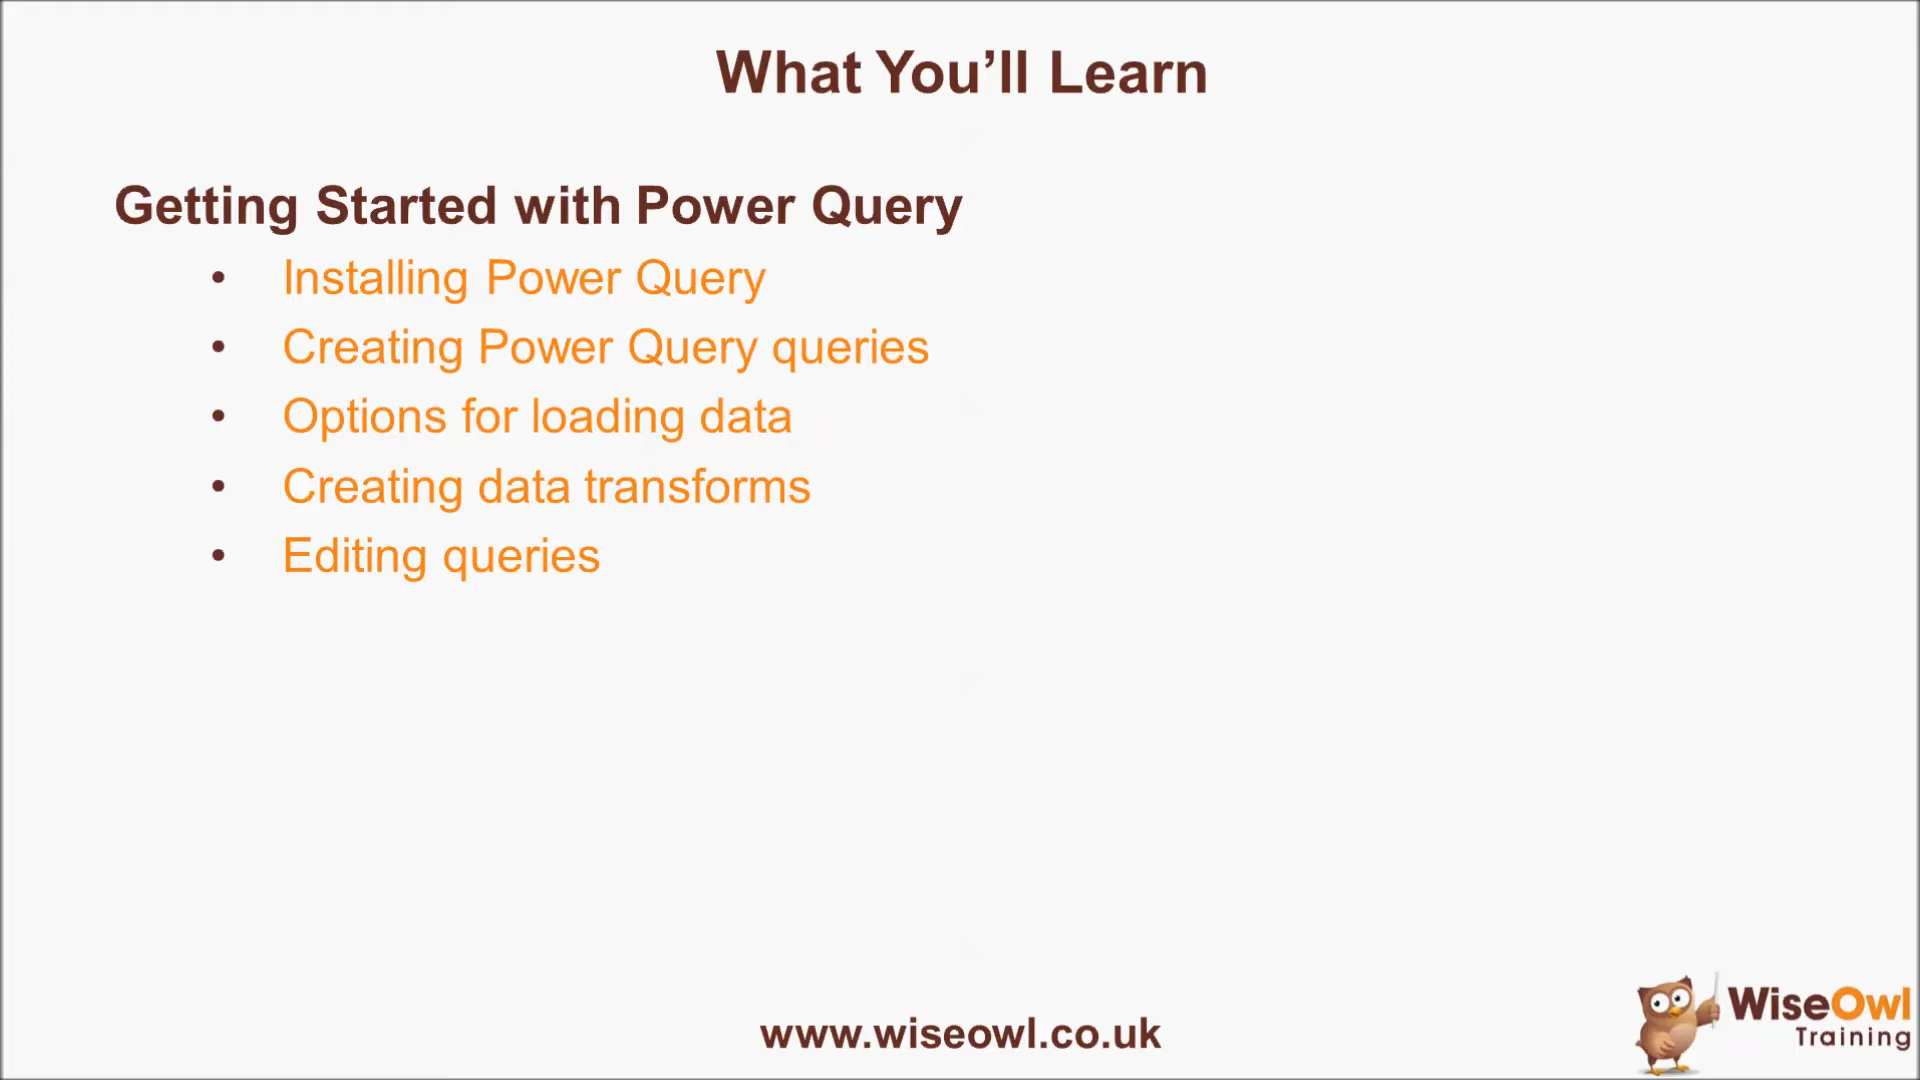 What You’ll Learn
Getting Started with Power Query
• Installing Power Query
• Creating Power Query queries
• Options for loading data
• Creating data transforms
• Editing queries
www.wiseowl.co.uk
WiseOwl
Training